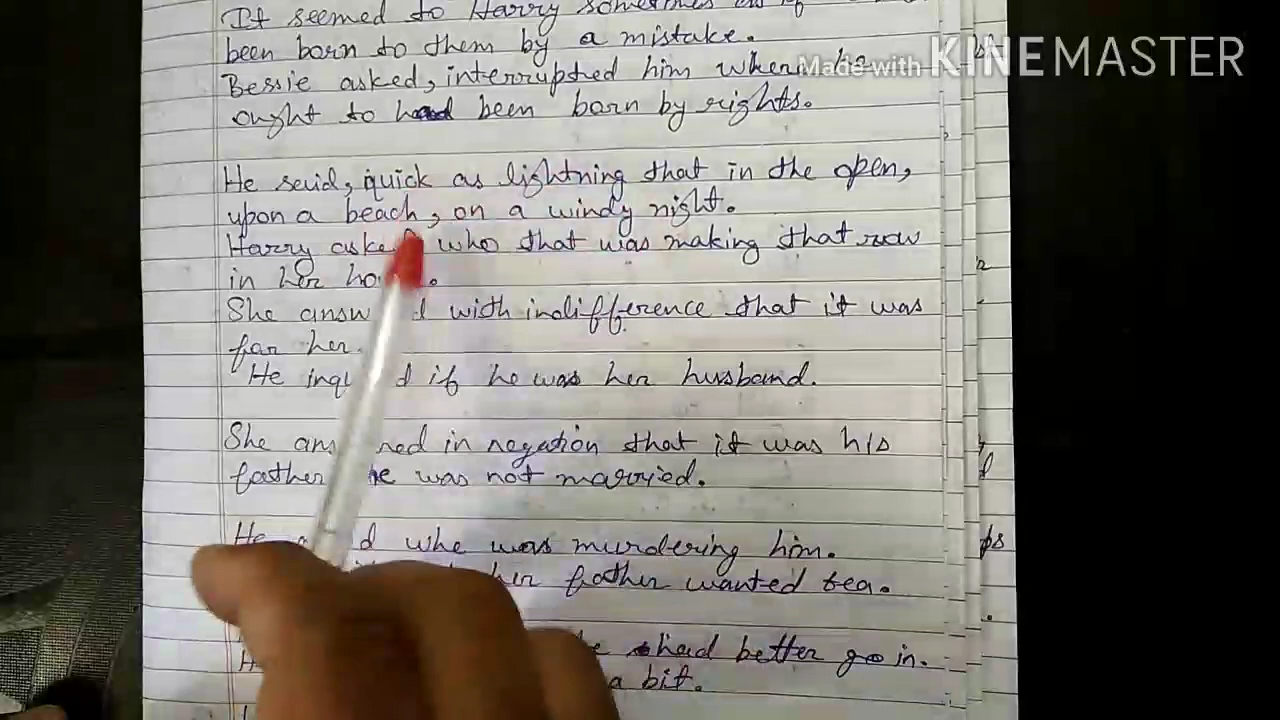 It seemed to Harry sometimes as if
been born to them by a mistake.
Bessie asked, interrupted him where he
ought to had been born by rights.
He said, quick as lightning that in the open,
upon a beach, on a windy night.
Harry asked who that was making that row
in her
She with indifference that it was
far her.
He if he was her husband.
She in negation that it was his
father was not married.
He whe was murdering him.
her father wanted tea.
had better go in.
a bit.
Made with KINEMASTER